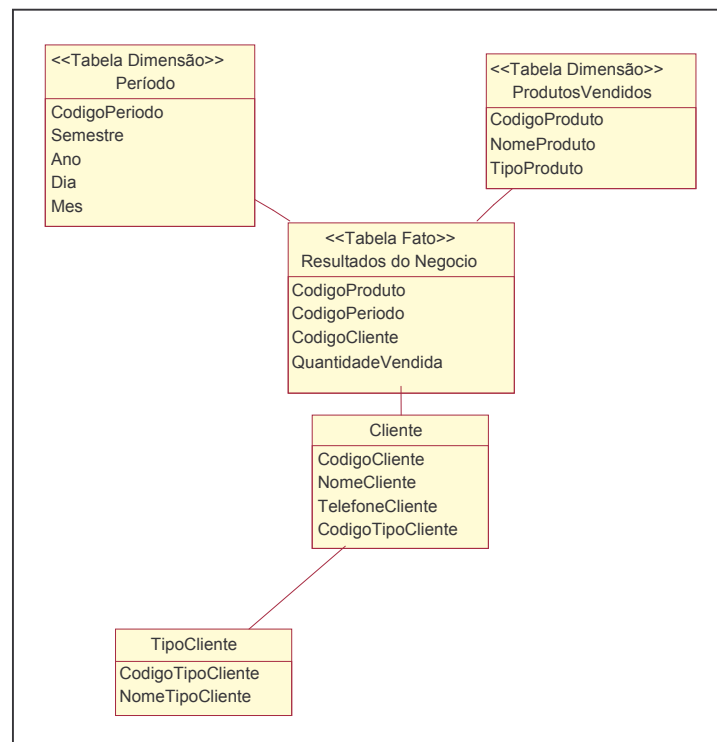 <<Tabela Dimensão>>
Período
CodigoPeriodo
Semestre
Ano
Dia
Mes
<<Tabela Dimensão>>
ProdutosVendidos
CodigoProduto
NomeProduto
TipoProduto
<<Tabela Fato>>
Resultados do Negocio
CodigoProduto
CodigoPeriodo
CodigoCliente
QuantidadeVendida
Cliente
CodigoCliente
NomeCliente
TelefoneCliente
CodigoTipoCliente
TipoCliente
CodigoTipoCliente
NomeTipoCliente